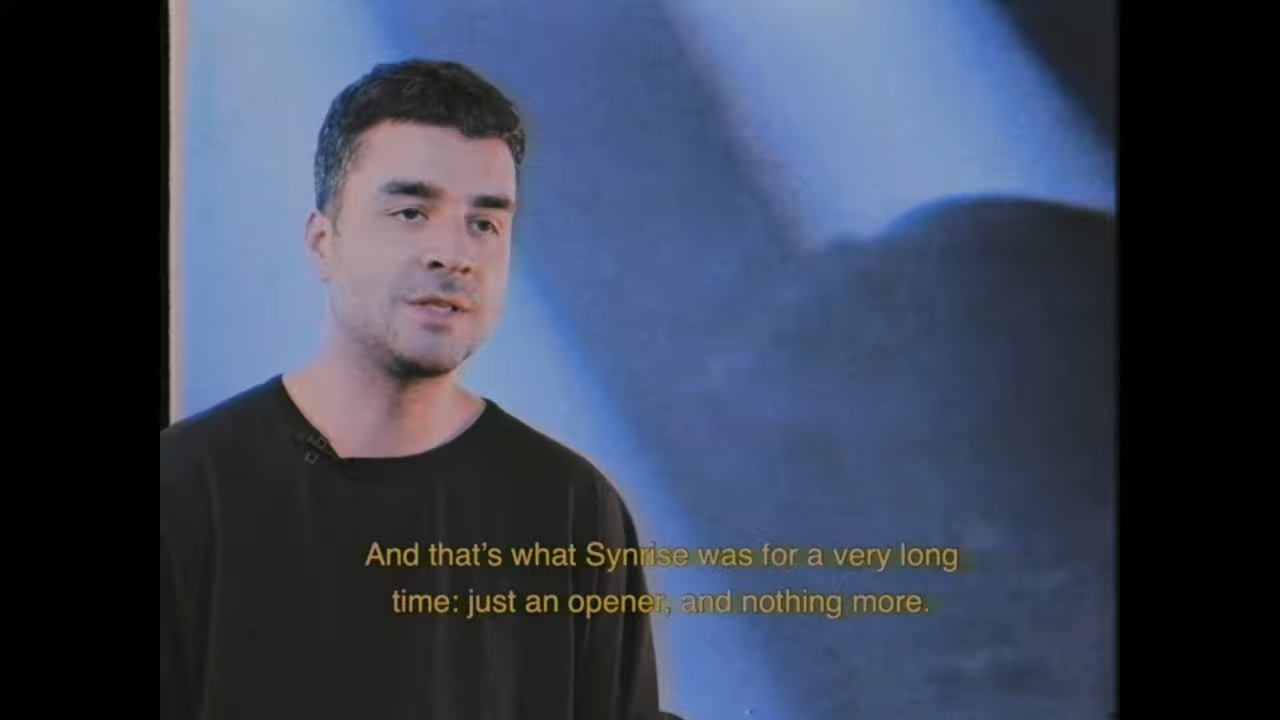 And that's what Synrise was for a very long
time: just an opener, and nothing more.